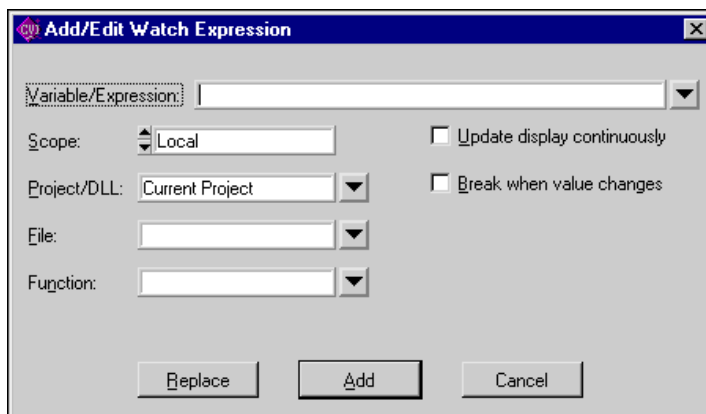 CVI Add/Edit Watch Expression
Variable/Expression:
Scope: Local
Update display continuously
Project/DLL: Current Project
Break when value changes
File:
Function:
Replace Add Cancel